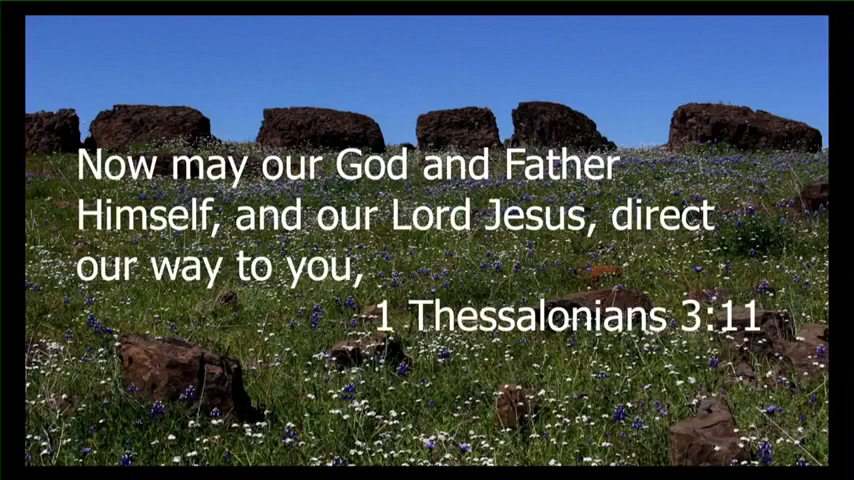 Now may our God and Father
Himself, and our Lord Jesus, direct
our way to you,
1 Thessalonians 3:11